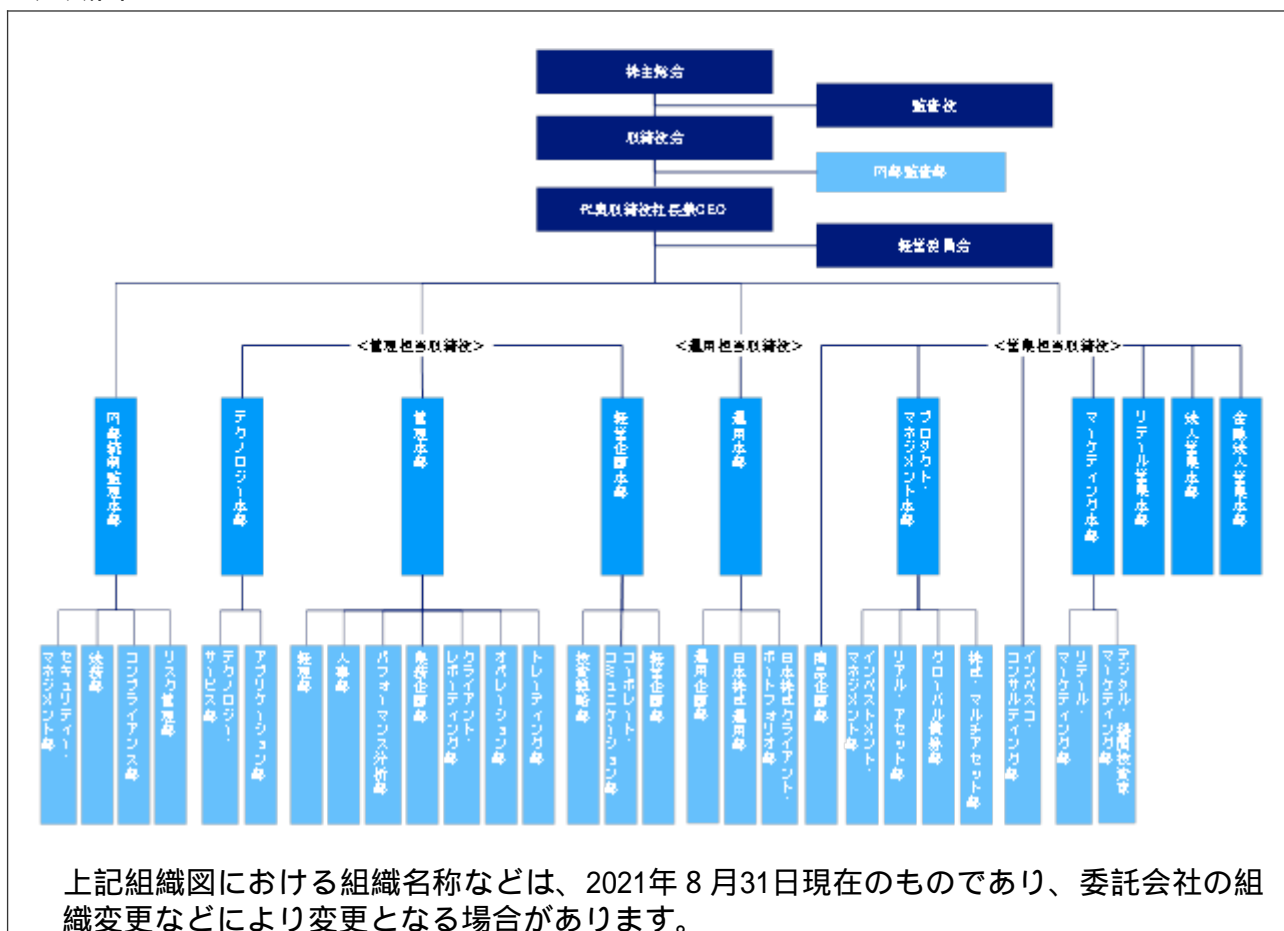 株主総会
監査役
取締役会
内部監査部
代表取締役社長兼CEO
経営委員会
<管理担当取締役>
<運用担当取締役>
<営業担当取締役>
内部統制監理本部
テクノロジー本部
管理本部
経営企画本部
運用本部
プロダクト・
マネジメント本部
マーケティング本部
リテール営業本部
法人営業本部
金融法人営業本部
セキュリティー・
マネジメント部
法務部
コンプライアンス部
リスク管理部
テクノロジー・
サービス部
アプリケーション部
経理部
人事部
パフォーマンス分析部
クライアント・
レポーティング部
オペレーション部
トレーディング部
投資戦略部
コーポレート・
コミュニケーション部
経営企画部
運用企画部
日本株式運用部
日本株式クライアント・
ポートフォリオ部
商品企画部
インベストメント・
マネジメント部
リアル・アセット部
グローバル債券部
株式・マルチアセット部
インベスコ・
コンサルティング部
リテール・
マーケティング部
デジタル・機関投資家
マーケティング部
上記組織図における組織名称などは、2021年8月31日現在のものであり、委託会社の組
織変更などにより変更となる場合があります。